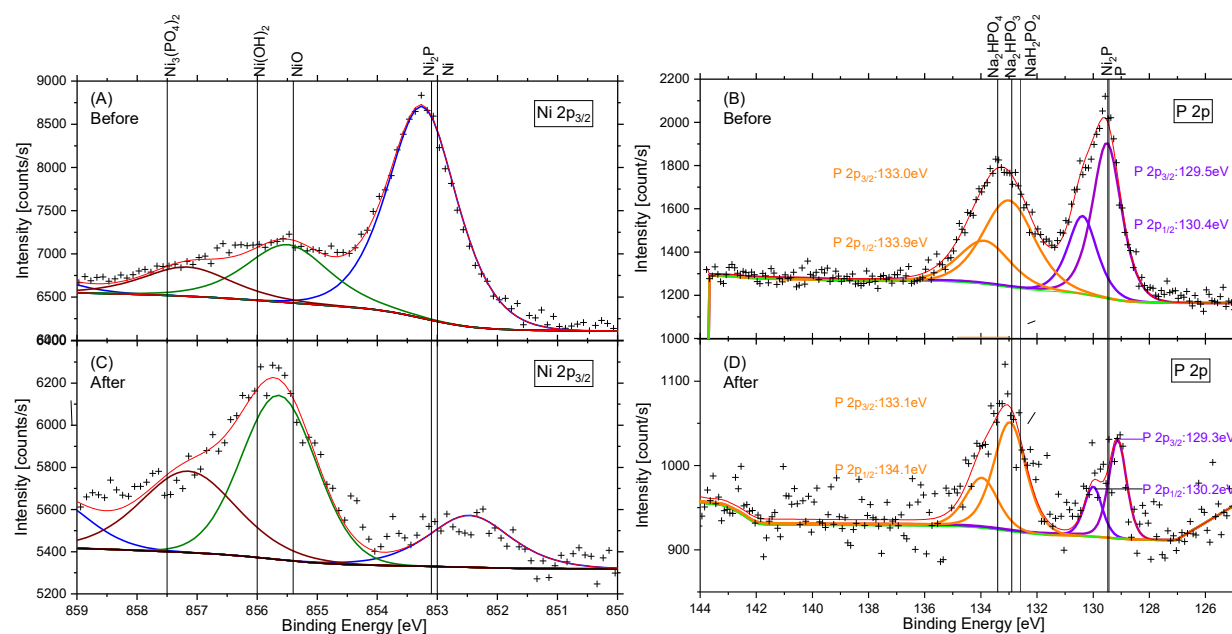 Ni₃(PO₄)₂
Ni(OH)₂
NiO
Ni₂P
Ni
(A)
Before
Ni 2p₃/₂
Intensity [counts/s]
9000
8500
8000
7500
7000
6500
(C)
After
Ni 2p₃/₂
Intensity [counts/s]
6400
6200
6000
5800
5600
5400
5200
859 858 857 856 855 854 853 852 851 850
Binding Energy [eV]
Na₂HPO₄
Na₂HPO₃
NaH₂PO₂
Ni₂P
P
(B)
Before
P 2p
P 2p₃/₂:133.0eV
P 2p₁/₂:133.9eV
P 2p₃/₂:129.5eV
P 2p₁/₂:130.4eV
Intensity [count/s]
2200
2000
1800
1600
1400
1200
1000
(D)
After
P 2p
P 2p₃/₂:133.1eV
P 2p₁/₂:134.1eV
P 2p₃/₂:129.3eV
P 2p₁/₂:130.2eV
Intensity [count/s]
1100
1000
900
144 142 140 138 136 134 132 130 128 126
Binding Energy [eV]